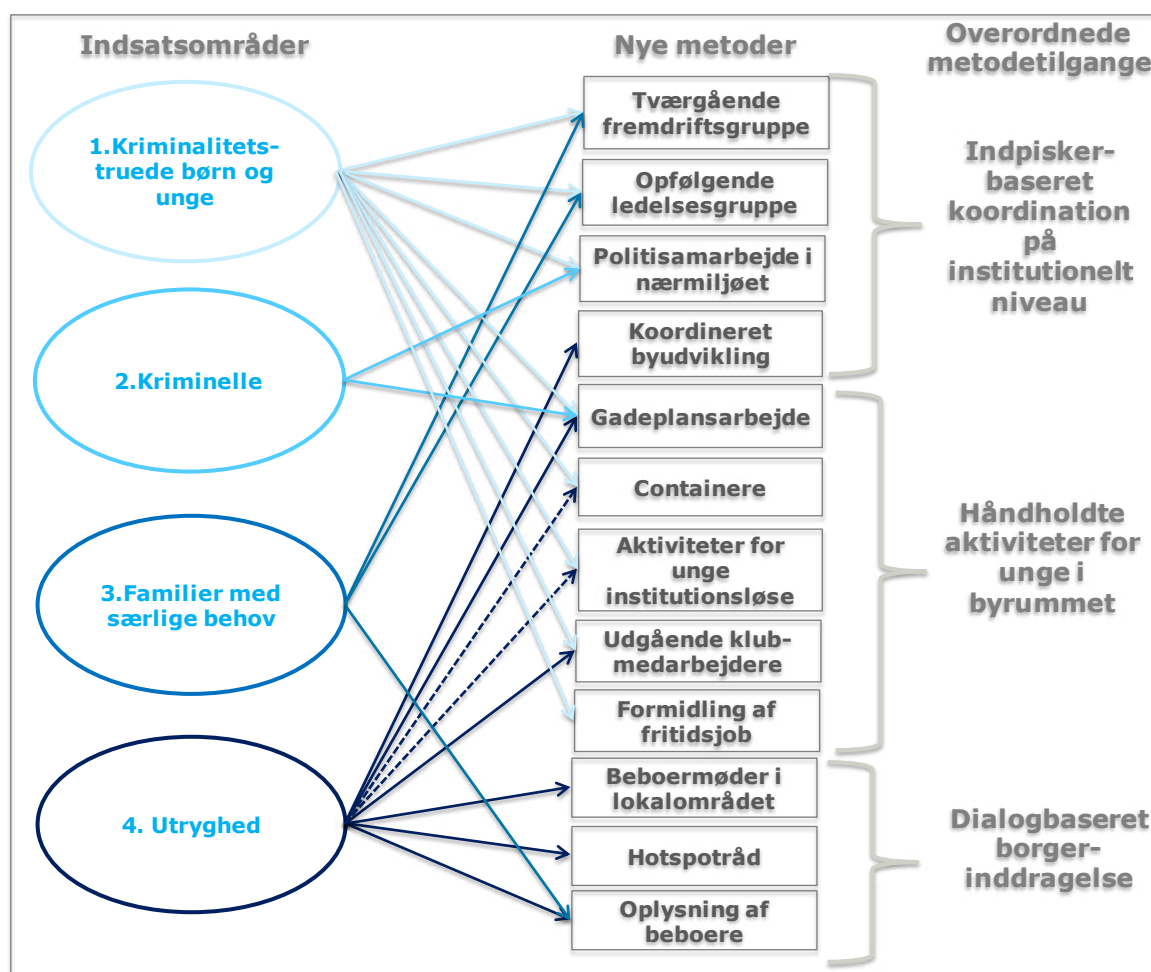 Indsatsområder
Nye metoder
Overordnede
metodetilgange
1.Kriminalitets-
truede børn og
unge
2.Kriminelle
3.Familier med
særlige behov
4. Utryghed
Tværgående
fremdriftsgruppe
Opfølgende
ledelsesgruppe
Politisamarbejde i
nærmiljøet
Koordineret
byudvikling
Gadeplansarbejde
Containere
Aktiviteter for
unge
institutionsløse
Udgående klub-
medarbejdere
Formidling af
fritidsjob
Beboermøder i
lokalområdet
Hotspotråd
Oplysning af
beboere
Indpisker-
baseret
koordination
på
institutionelt
niveau
Håndholdte
aktiviteter for
unge i
byrummet
Dialogbaseret
borger-
inddragelse